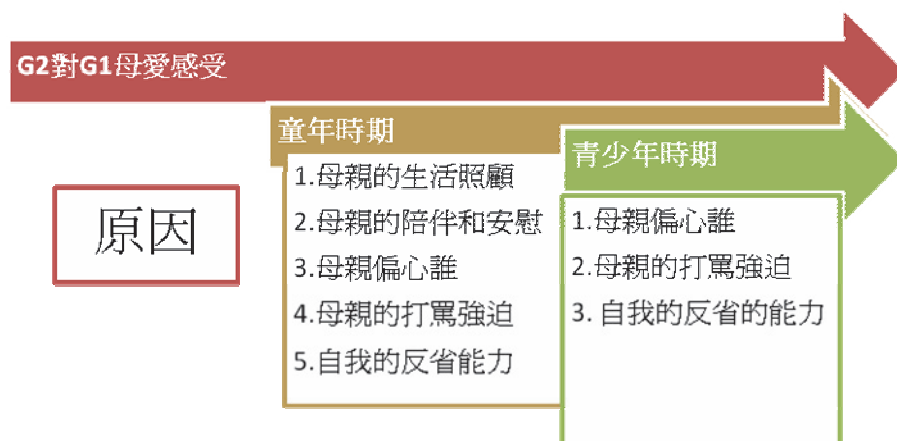 G2對G1母愛感受
童年時期
青少年時期
原因
1.母親的生活照顧
2.母親的陪伴和安慰
3.母親偏心誰
4.母親的打罵強迫
5.自我的反省能力
1.母親偏心誰
2.母親的打罵強迫
3. 自我的反省的能力